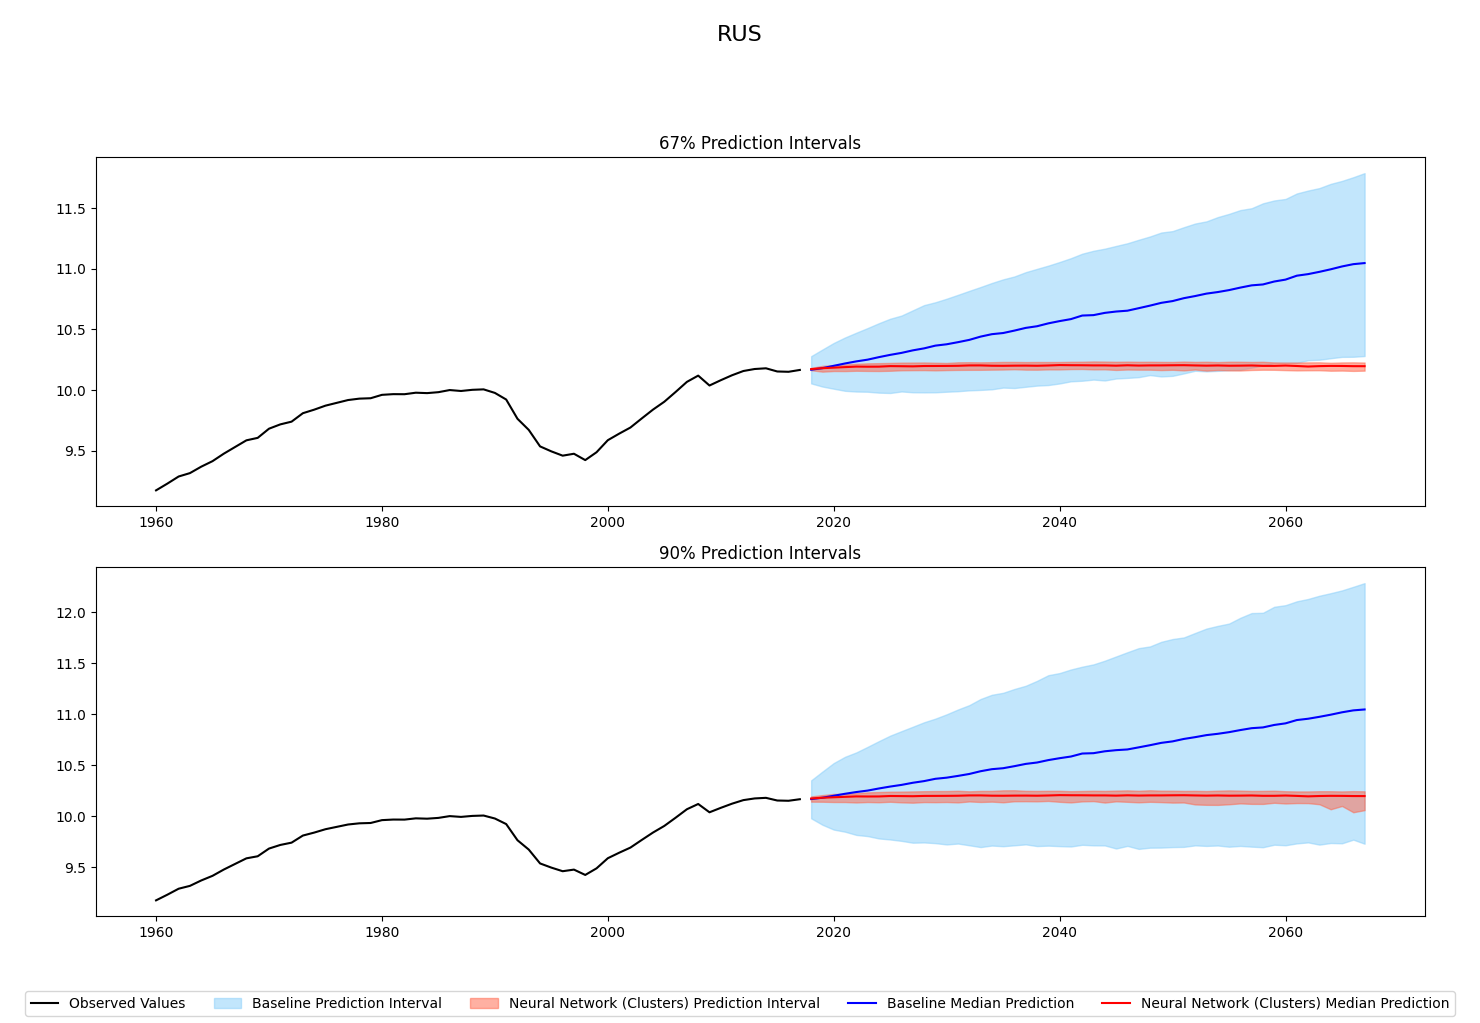 RUS
67% Prediction Intervals
11.5
11.0
10.5
10.0
9.5
1960 1980 2000 2020 2040 2060
90% Prediction Intervals
12.0
11.5
11.0
10.5
10.0
9.5
1960 1980 2000 2020 2040 2060
Observed Values Baseline Prediction Interval Neural Network (Clusters) Prediction Interval Baseline Median Prediction Neural Network (Clusters) Median Prediction